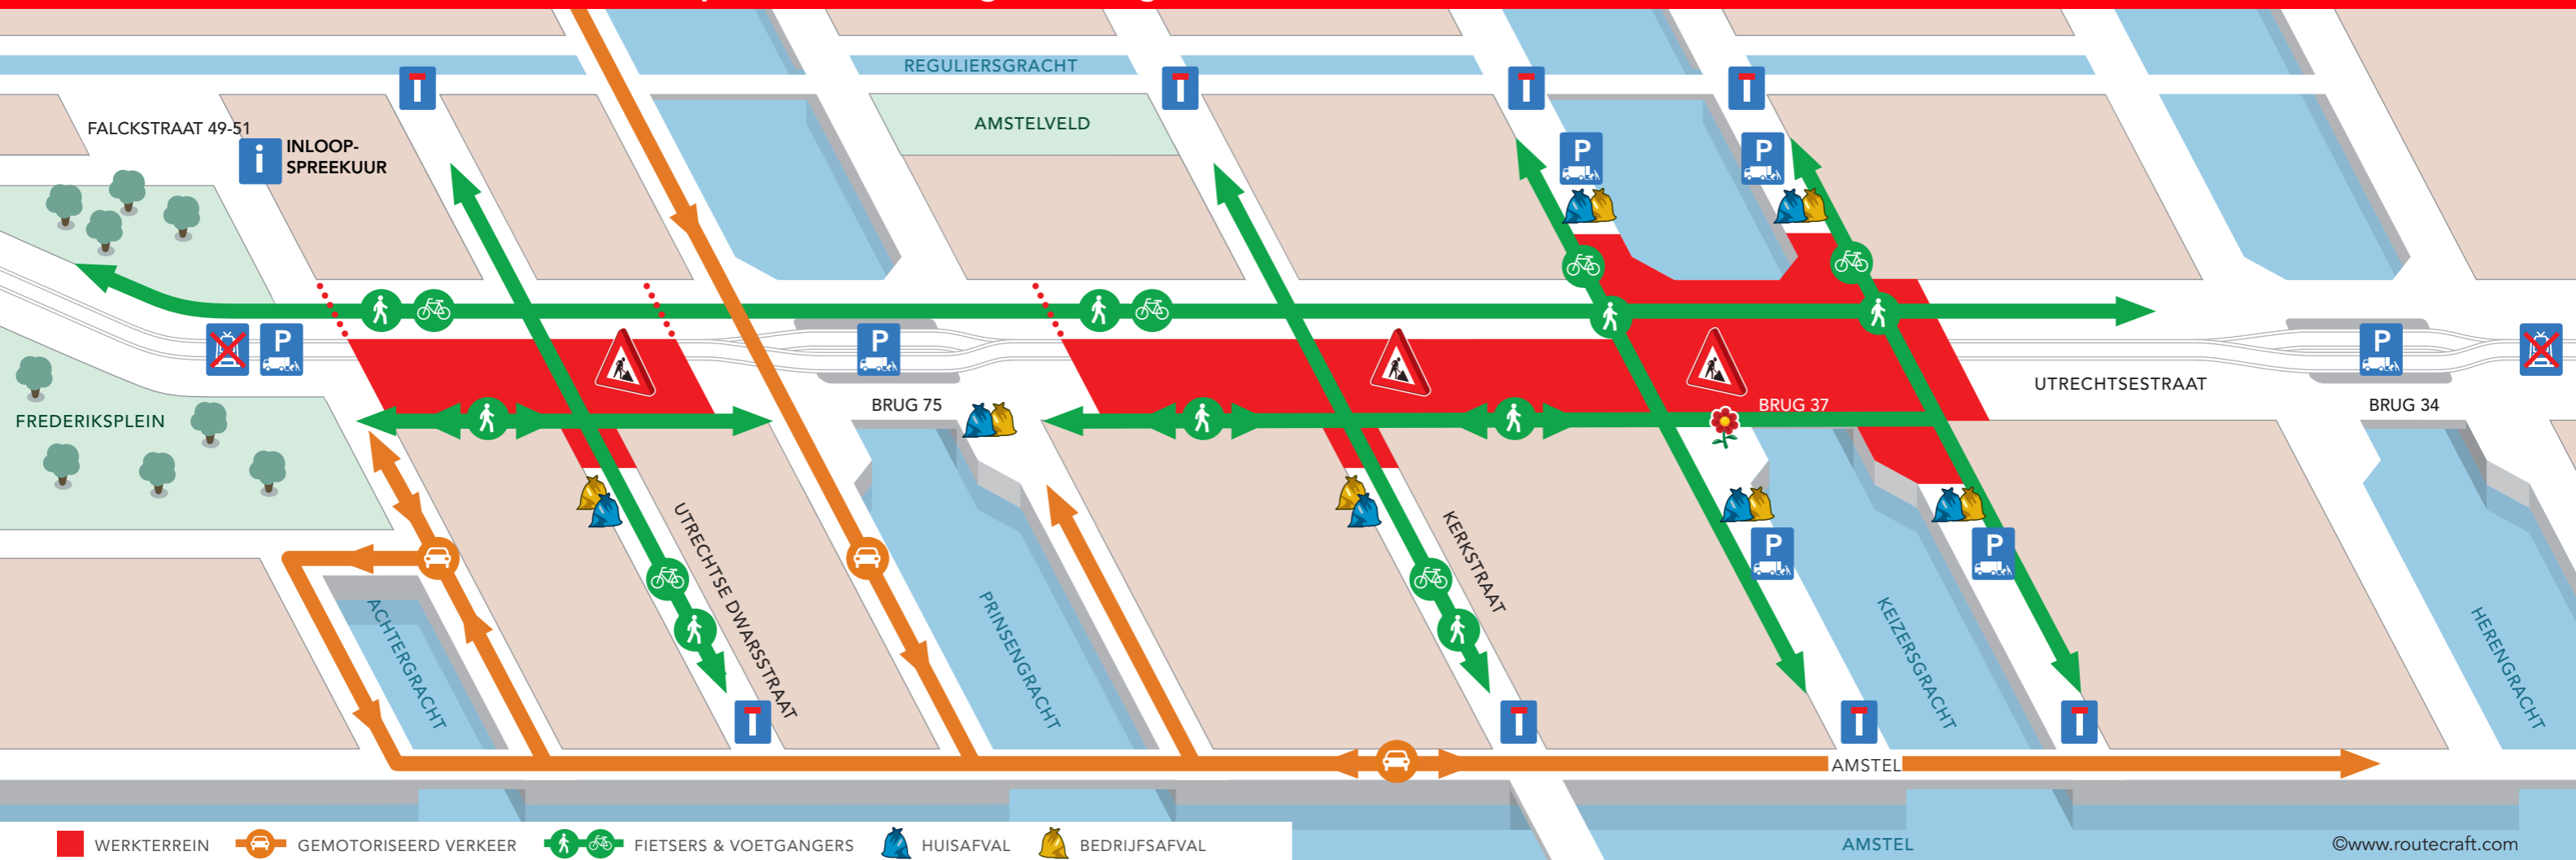 REGULIERSGRACHT
FALCKSTRAAT 49-51
AMSTELVELD
i
INLOOP-
SPREEKUUR
P
P
P
P
P
UTRECHTSESTRAAT
FREDERIKSPLEIN
BRUG 75
BRUG 37
BRUG 34
UTRECHTSE DWARSSTRAAT
KERKSTRAAT
P
P
ACHTERGRACHT
PRINSENGRACHT
KEIZERSGRACHT
HERENGRACHT
AMSTEL
WERKTERREIN
GEMOTORISEERD VERKEER
FIETSERS & VOETGANGERS
HUISAFVAL
BEDRIJFSAFVAL
AMSTEL
©www.routecraft.com